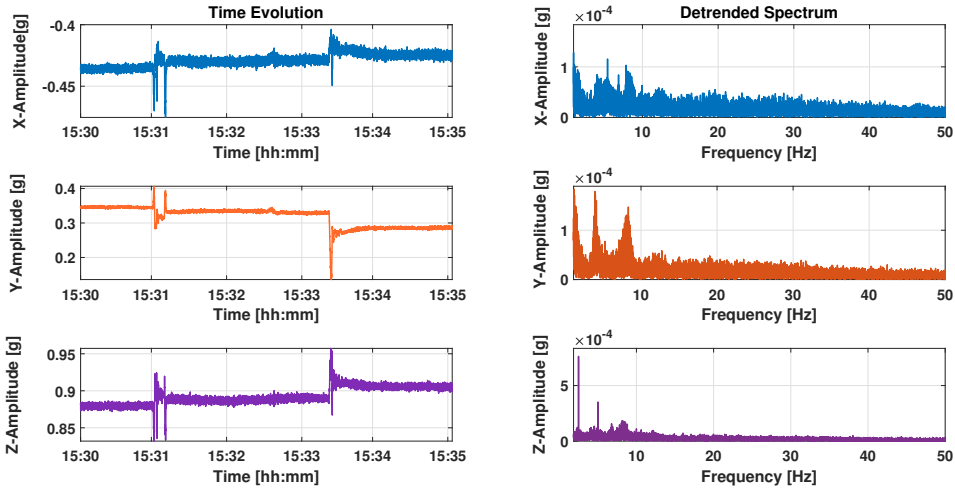 Time Evolution
-0.4
-0.45
X-Amplitude[g]
15:30 15:31 15:32 15:33 15:34 15:35
Time [hh:mm]
Detrended Spectrum
×10-4
1
0
X-Amplitude [g]
10 20 30 40 50
Frequency [Hz]
0.4
0.3
0.2
Y-Amplitude [g]
15:30 15:31 15:32 15:33 15:34 15:35
Time [hh:mm]
×10-4
1
0
Y-Amplitude [g]
10 20 30 40 50
Frequency [Hz]
0.95
0.9
0.85
Z-Amplitude [g]
15:30 15:31 15:32 15:33 15:34 15:35
Time [hh:mm]
×10-4
5
0
Z-Amplitude [g]
10 20 30 40 50
Frequency [Hz]